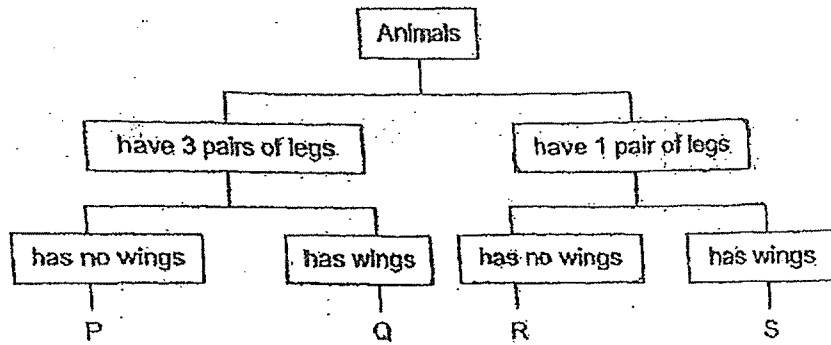 Animals
have 3 pairs of legs.
have 1 pair of legs
has no wings
has wings
has no wings
has wings
P
Q
R
S